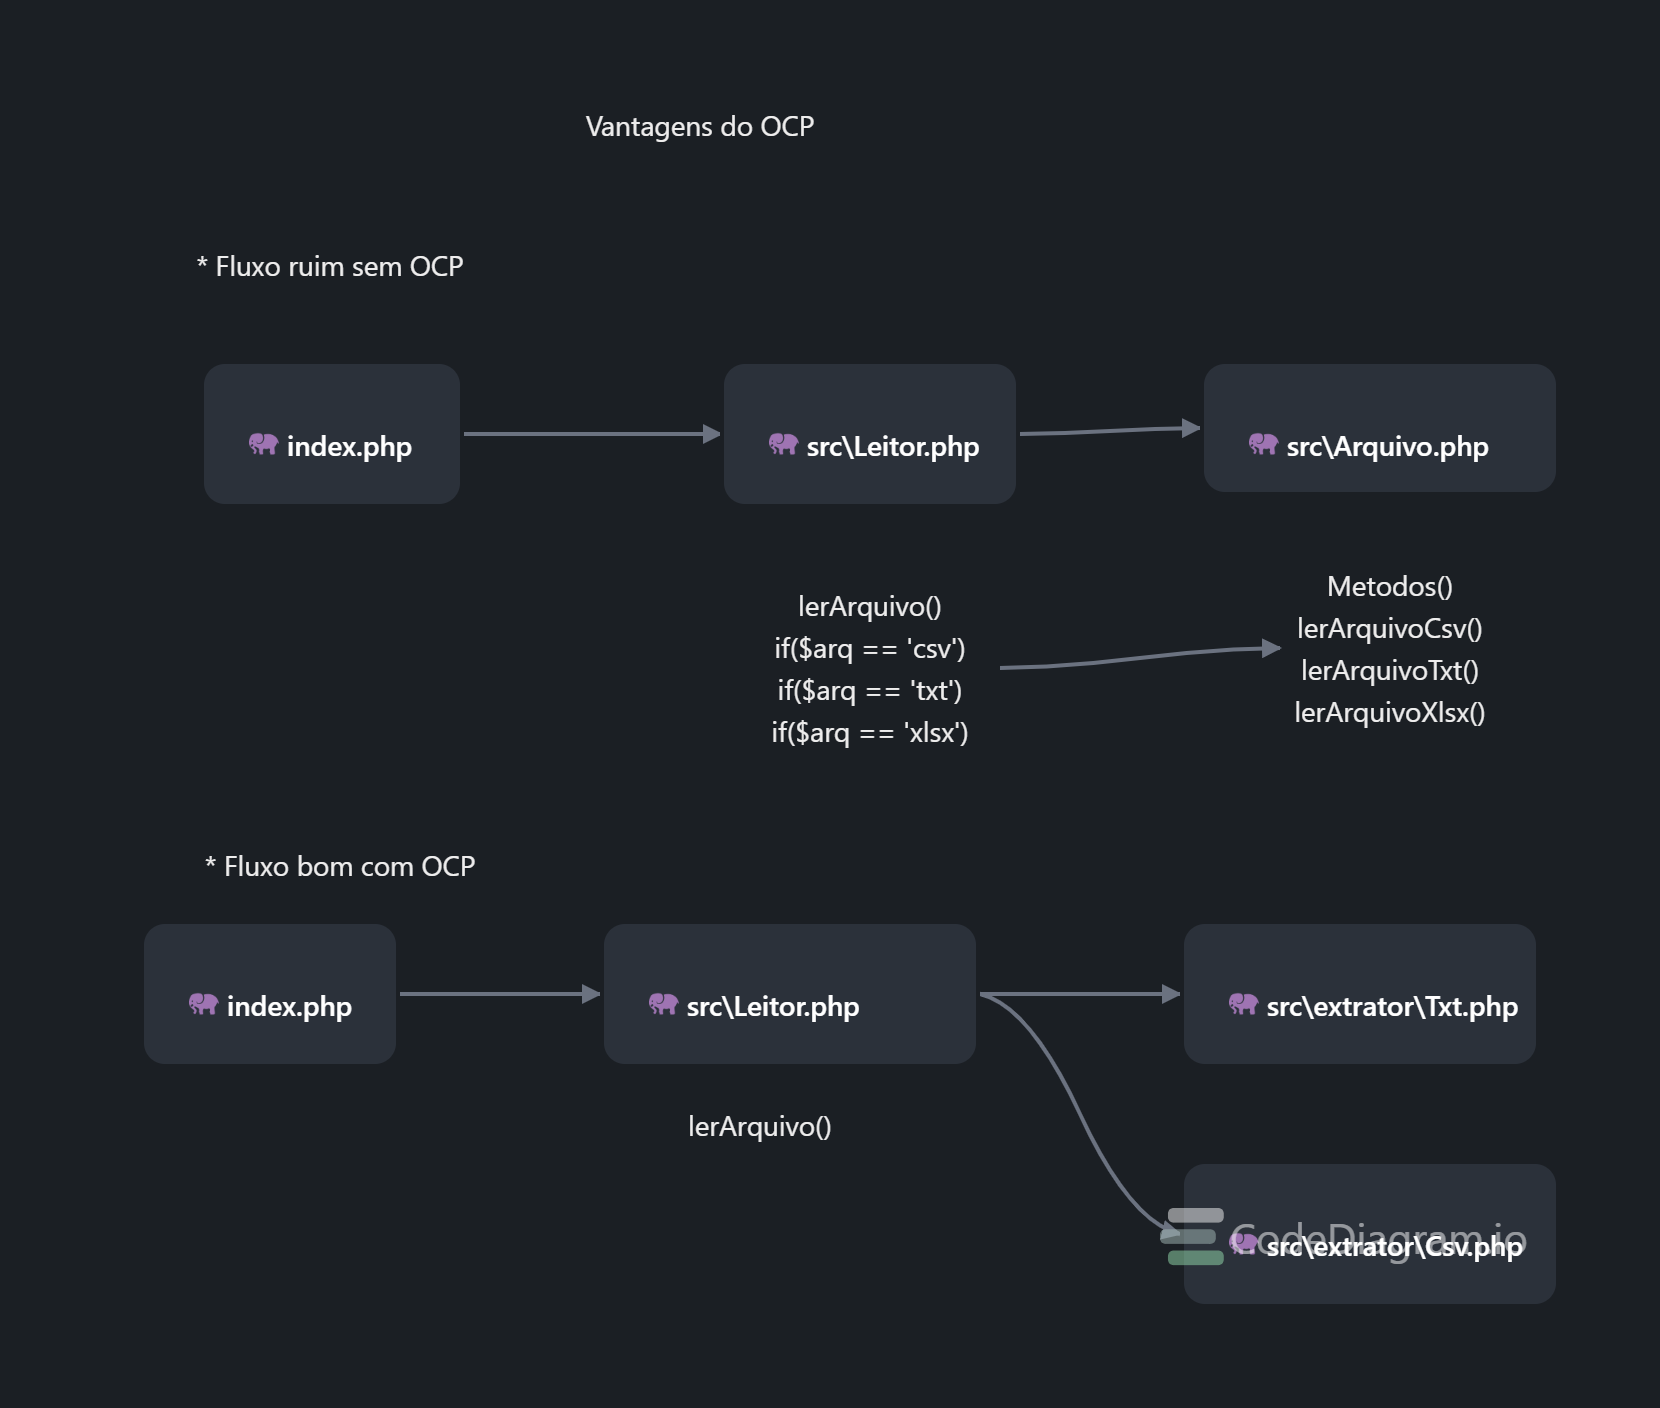 Vantagens do OCP
* Fluxo ruim sem OCP
index.php
src\Leitor.php
src\Arquivo.php
lerArquivo()
if($arq == 'csv')
if($arq == 'txt')
if($arq == 'xlsx')
Metodos()
lerArquivoCsv()
lerArquivoTxt()
lerArquivoXlsx()
* Fluxo bom com OCP
index.php
src\Leitor.php
src\extrator\Txt.php
lerArquivo()
src\extrator\Csv.php
CodeDiagram.io